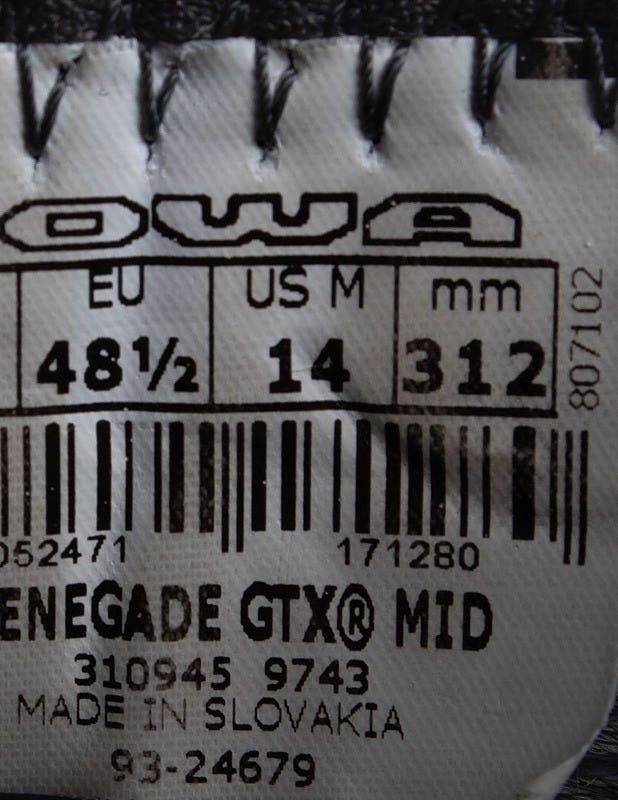 OWA
EU US M mm
48½ 14 312
807102
052471 171280
ENEGADE GTX® MID
310945 9743
MADE IN SLOVAKIA
93-24679